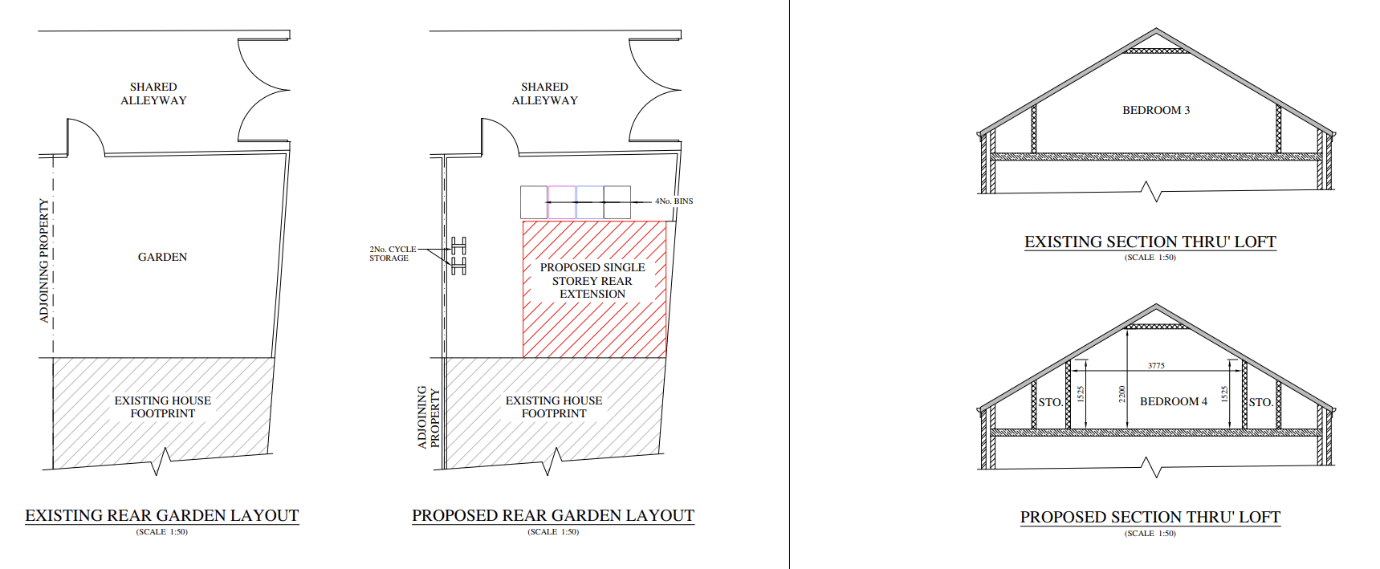 SHARED
ALLEYWAY
ADJOINING PROPERTY
GARDEN
EXISTING HOUSE
FOOTPRINT
EXISTING REAR GARDEN LAYOUT
(SCALE 1:50)
SHARED
ALLEYWAY
4No. BINS
2No. CYCLE
STORAGE
PROPOSED SINGLE
STOREY REAR
EXTENSION
ADJOINING
PROPERTY
EXISTING HOUSE
FOOTPRINT
PROPOSED REAR GARDEN LAYOUT
(SCALE 1:50)
BEDROOM 3
EXISTING SECTION THRU' LOFT
(SCALE 1:50)
3775
STO.
1525
2200
BEDROOM 4
1525
STO.
PROPOSED SECTION THRU' LOFT
(SCALE 1:50)